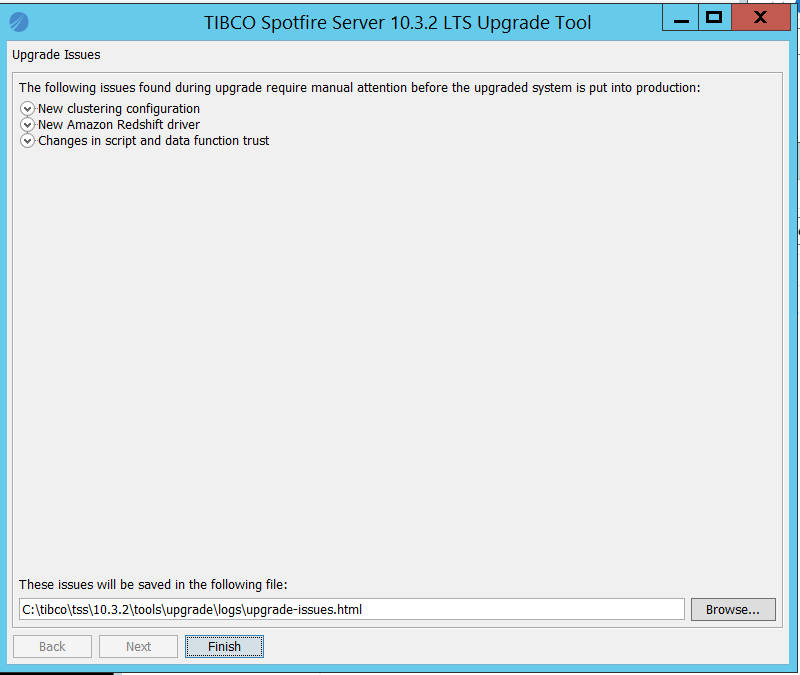 TIBCO Spotfire Server 10.3.2 LTS Upgrade Tool
Upgrade Issues
The following issues found during upgrade require manual attention before the upgraded system is put into production:
New clustering configuration
New Amazon Redshift driver
Changes in script and data function trust
These issues will be saved in the following file:
C:\tibco\tss\10.3.2\tools\upgrade\logs\upgrade-issues.html
Browse...
Back
Next
Finish